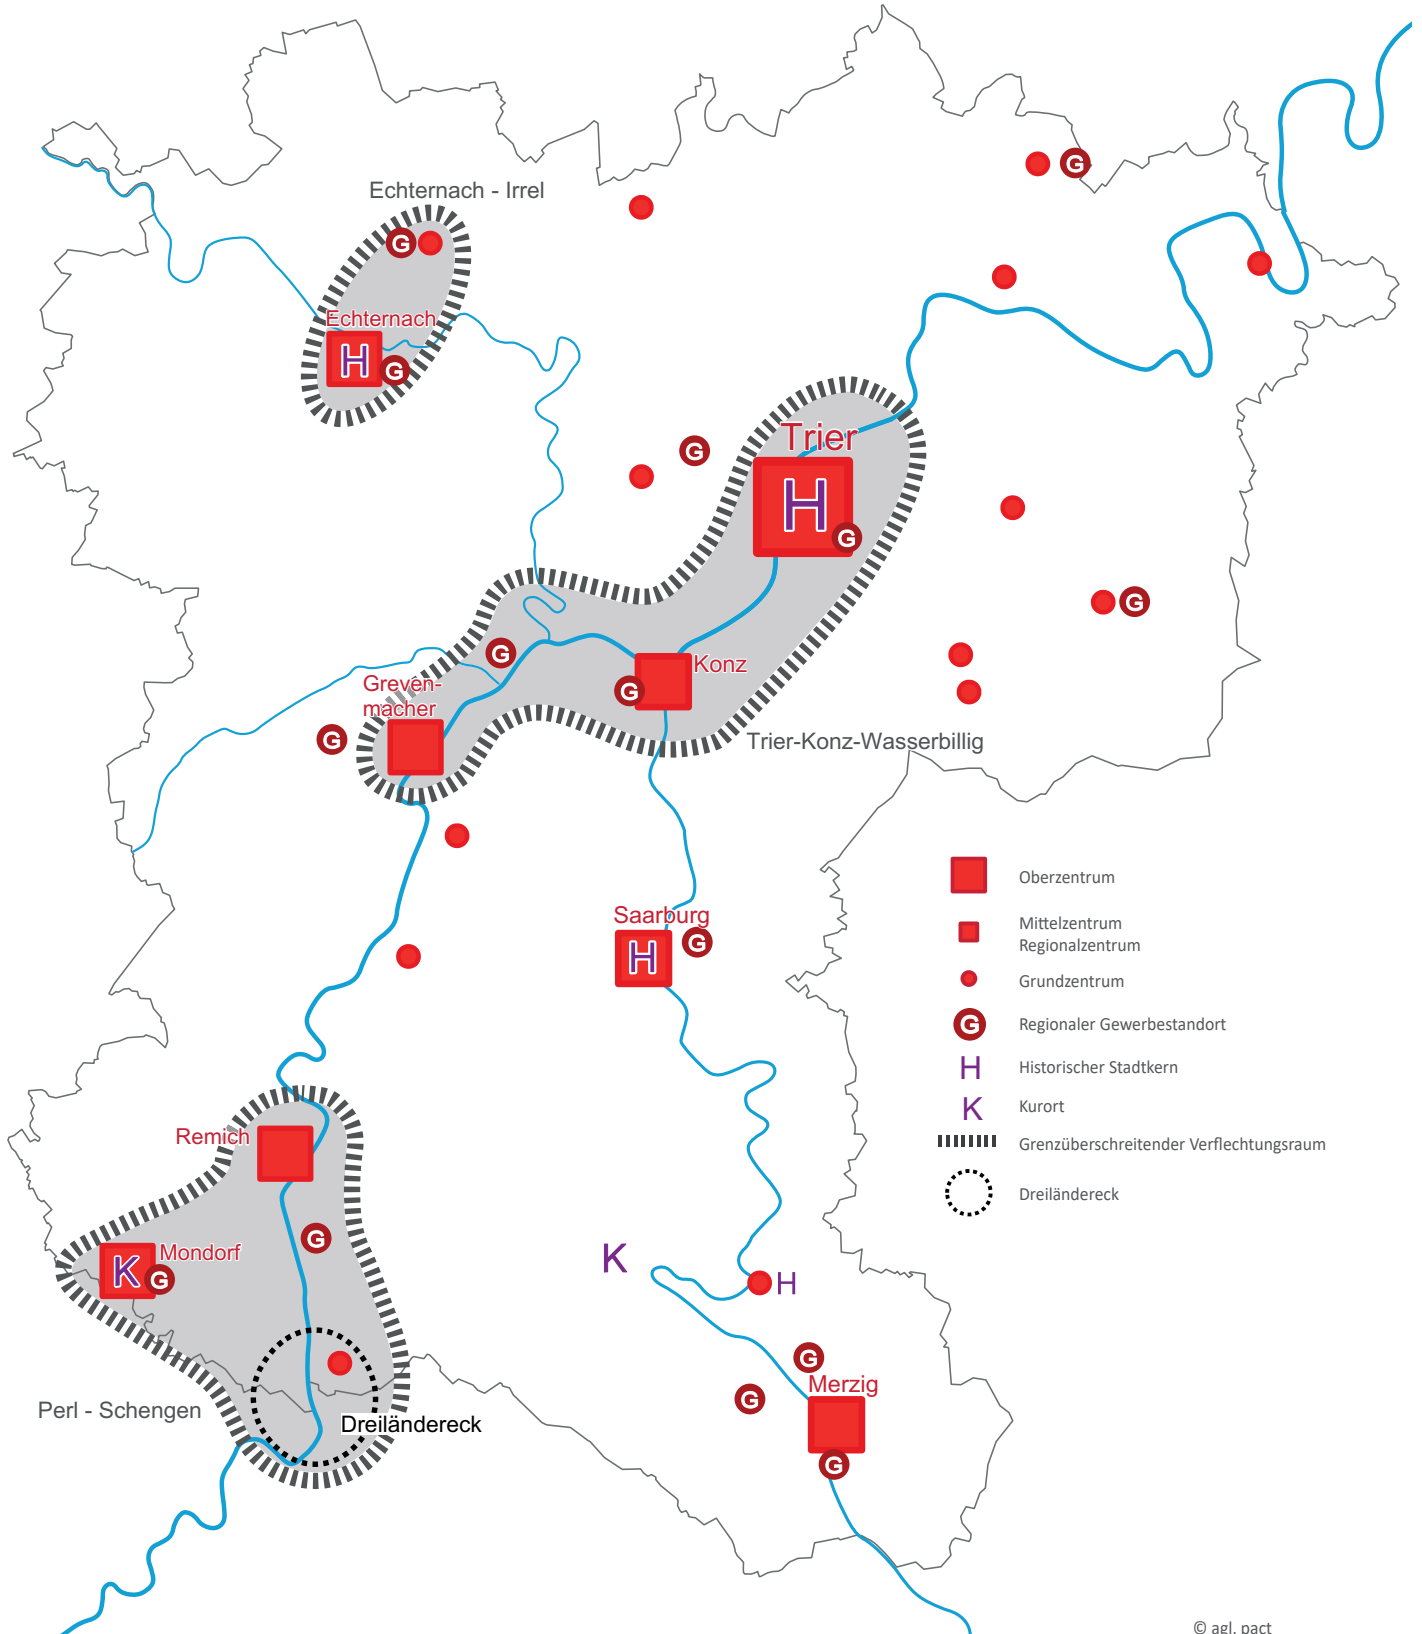 G
Echternach - Irrel
G
Echternach
H
G
Trier
G
H
G
G
G
Konz
G
Greven-
macher
G
Trier-Konz-Wasserbillig
Saarburg
G
H
Oberzentrum
Mittelzentrum
Regionalzentrum
Grundzentrum
G
Regionaler Gewerbestandort
H
Historischer Stadtkern
K
Kurort
Grenzüberschreitender Verflechtungsraum
Dreiländereck
Remich
G
Mondorf
K
G
K
H
G
Merzig
G
G
Perl - Schengen
Dreiländereck
© agl, pact